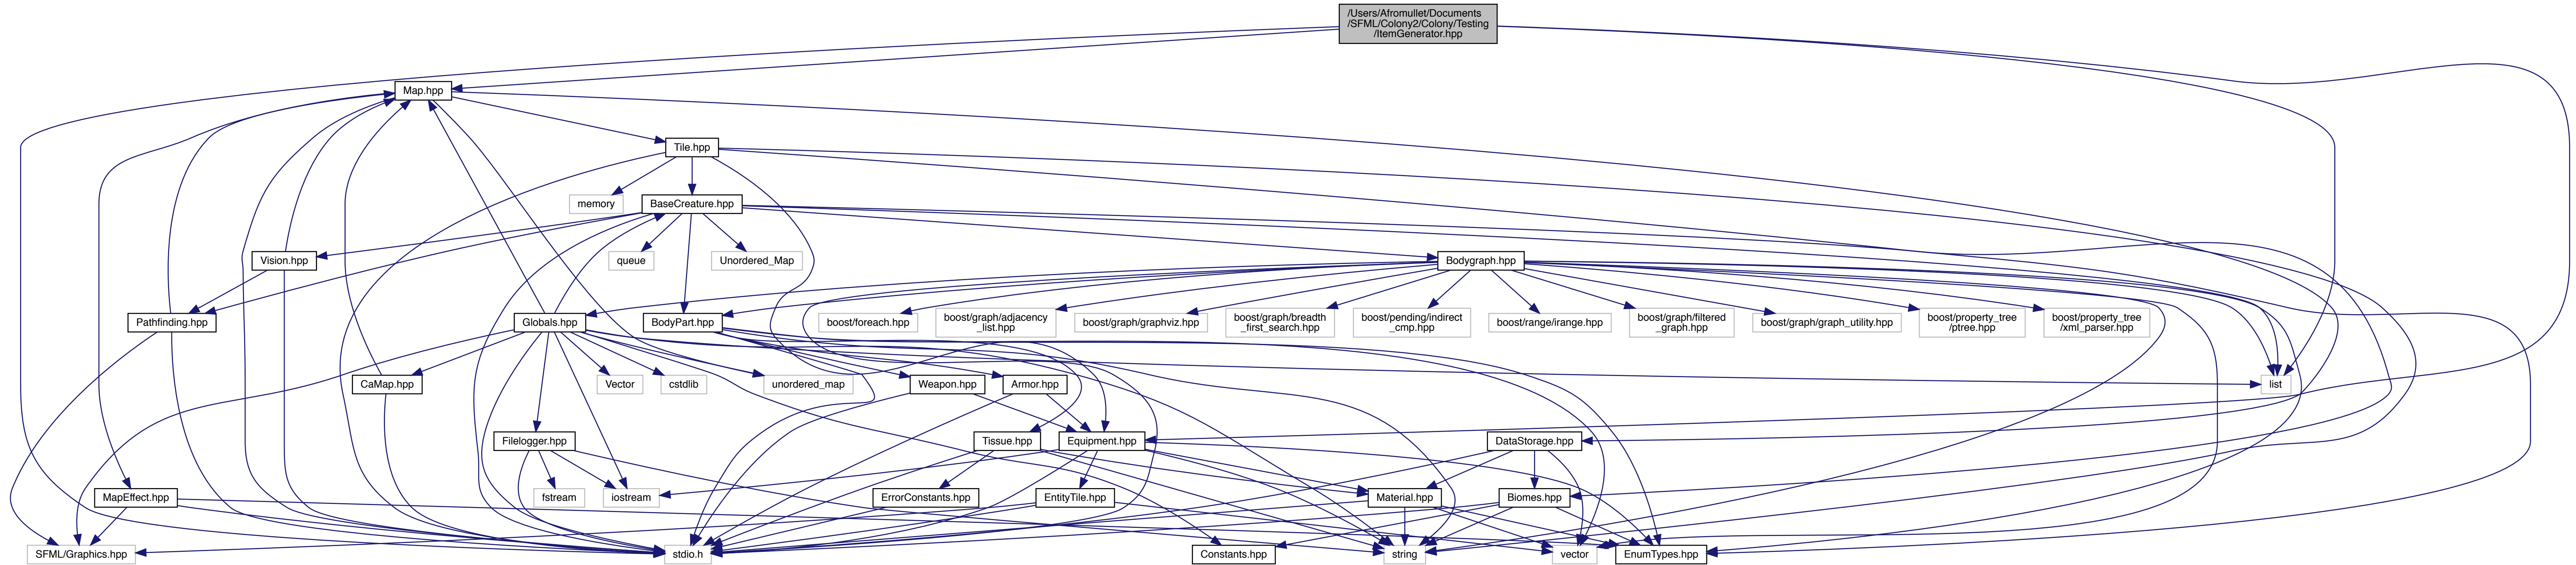 /Users/Afromullet/Documents
/SFML/Colony2/Colony/Testing
/ItemGenerator.hpp
Map.hpp
Tile.hpp
memory
BaseCreature.hpp
Vision.hpp
queue
Unordered_Map
Bodygraph.hpp
Pathfinding.hpp
Globals.hpp
BodyPart.hpp
boost/foreach.hpp
boost/graph/adjacency
_list.hpp
boost/graph/graphviz.hpp
boost/graph/breadth
_first_search.hpp
boost/pending/indirect
_cmp.hpp
boost/range/irange.hpp
boost/graph/filtered
_graph.hpp
boost/graph/graph_utility.hpp
boost/property_tree
/ptree.hpp
boost/property_tree
/xml_parser.hpp
CaMap.hpp
Vector
cstdlib
unordered_map
Weapon.hpp
Armor.hpp
list
Filelogger.hpp
Tissue.hpp
Equipment.hpp
DataStorage.hpp
MapEffect.hpp
fstream
iostream
ErrorConstants.hpp
EntityTile.hpp
Material.hpp
Biomes.hpp
SFML/Graphics.hpp
stdio.h
Constants.hpp
string
vector
EnumTypes.hpp